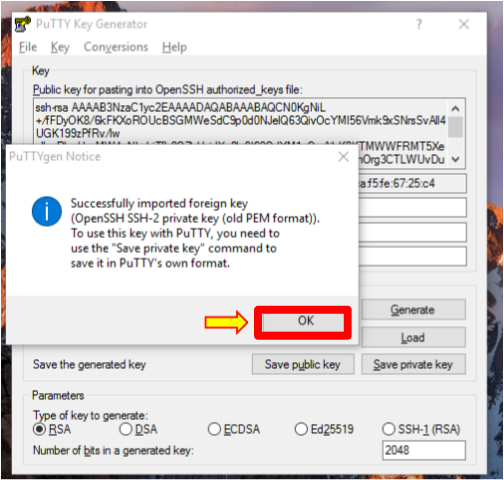 PuTTY Key Generator
File Key Conversions Help
Key
Public key for pasting into OpenSSH authorized_keys file:
ssh-rsa AAAAB3NzaC1yc2EAAAADAQABAAABAQCN0KgNiL
+/fFDyOK8/6kFKXoROUcBSGMWeSdC9p0d0NJelQ63QivOcYMI56Vmk9xSNrsSvAll4
UGK199zPfRv/lw
TMWWFRMT5Xe
PuTTYgen Notice
nOrg3CTLWUvDu
a:f5:fe:67:25:c4
Successfully imported foreign key
(OpenSSH SSH-2 private key (old PEM format)).
To use this key with PuTTY, you need to
use the "Save private key" command to
save it in PuTTY's own format.
OK
Generate
Load
Save the generated key Save public key Save private key
Parameters
Type of key to generate:
RSA DSA ECDSA Ed25519 SSH-1 (RSA)
Number of bits in a generated key: 2048